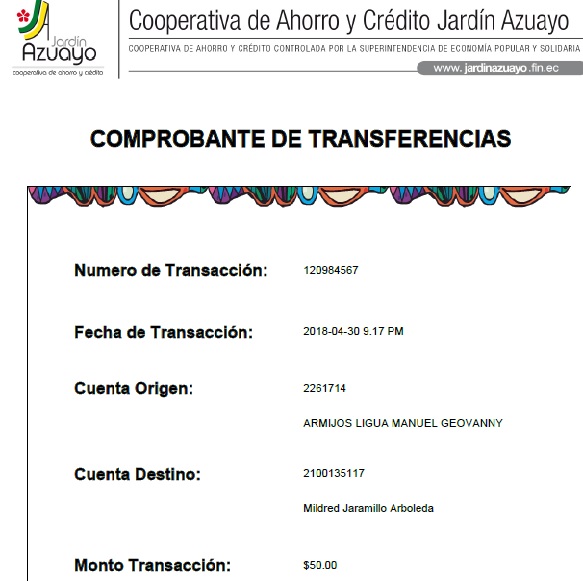 Jardín
Azuayo
cooperativa de ahorro y crédito
Cooperativa de Ahorro y Crédito Jardín Azuayo
COOPERATIVA DE AHORRO Y CRÉDITO CONTROLADA POR LA SUPERINTENDENCIA DE ECONOMÍA POPULAR Y SOLIDARIA
www.jardinazuayo.fin.ec
COMPROBANTE DE TRANSFERENCIAS
Numero de Transacción: 120984567
Fecha de Transacción: 2018-04-30 9.17 PM
Cuenta Origen: 2261714
ARMIJOS LIGUA MANUEL GEOVANNY
Cuenta Destino: 2100135117
Mildred Jaramillo Arboleda
Monto Transacción: $50.00